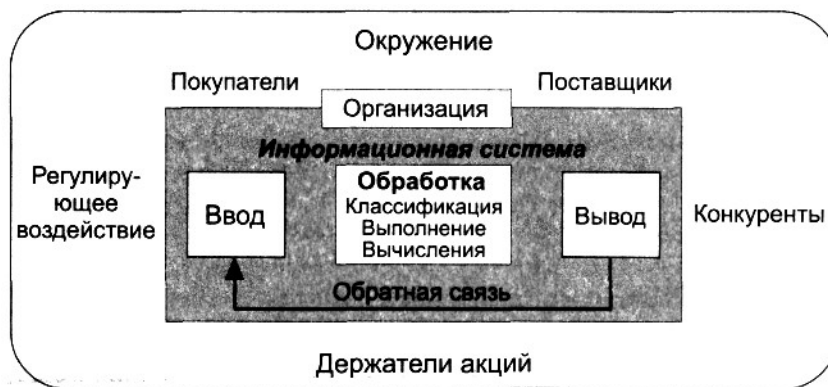 Окружение
Покупатели
Поставщики
Организация
Информационная система
Регулиру-
ющее
воздействие
Ввод
Обработка
Классификация
Выполнение
Вычисления
Вывод
Конкуренты
Обратная связь
Держатели акций